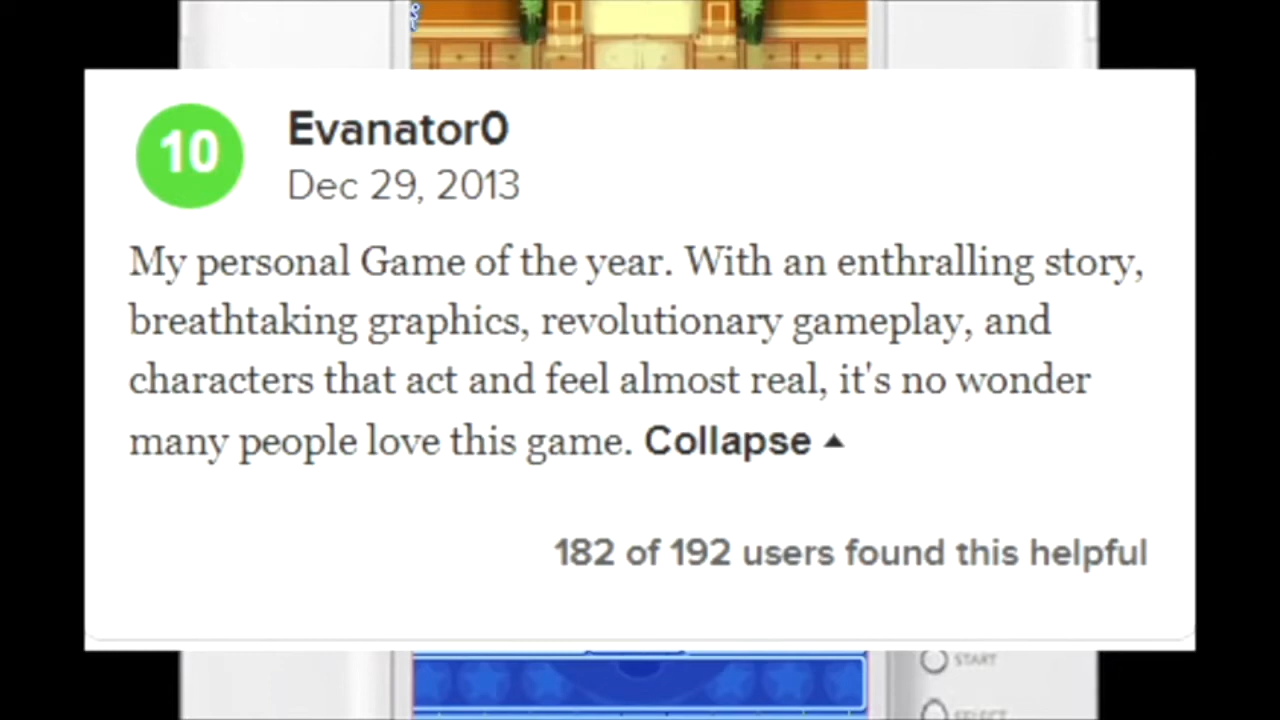 10
Evanator0
Dec 29, 2013
My personal Game of the year. With an enthralling story,
breathtaking graphics, revolutionary gameplay, and
characters that act and feel almost real, it's no wonder
many people love this game. Collapse ▲
182 of 192 users found this helpful
START
SELECT